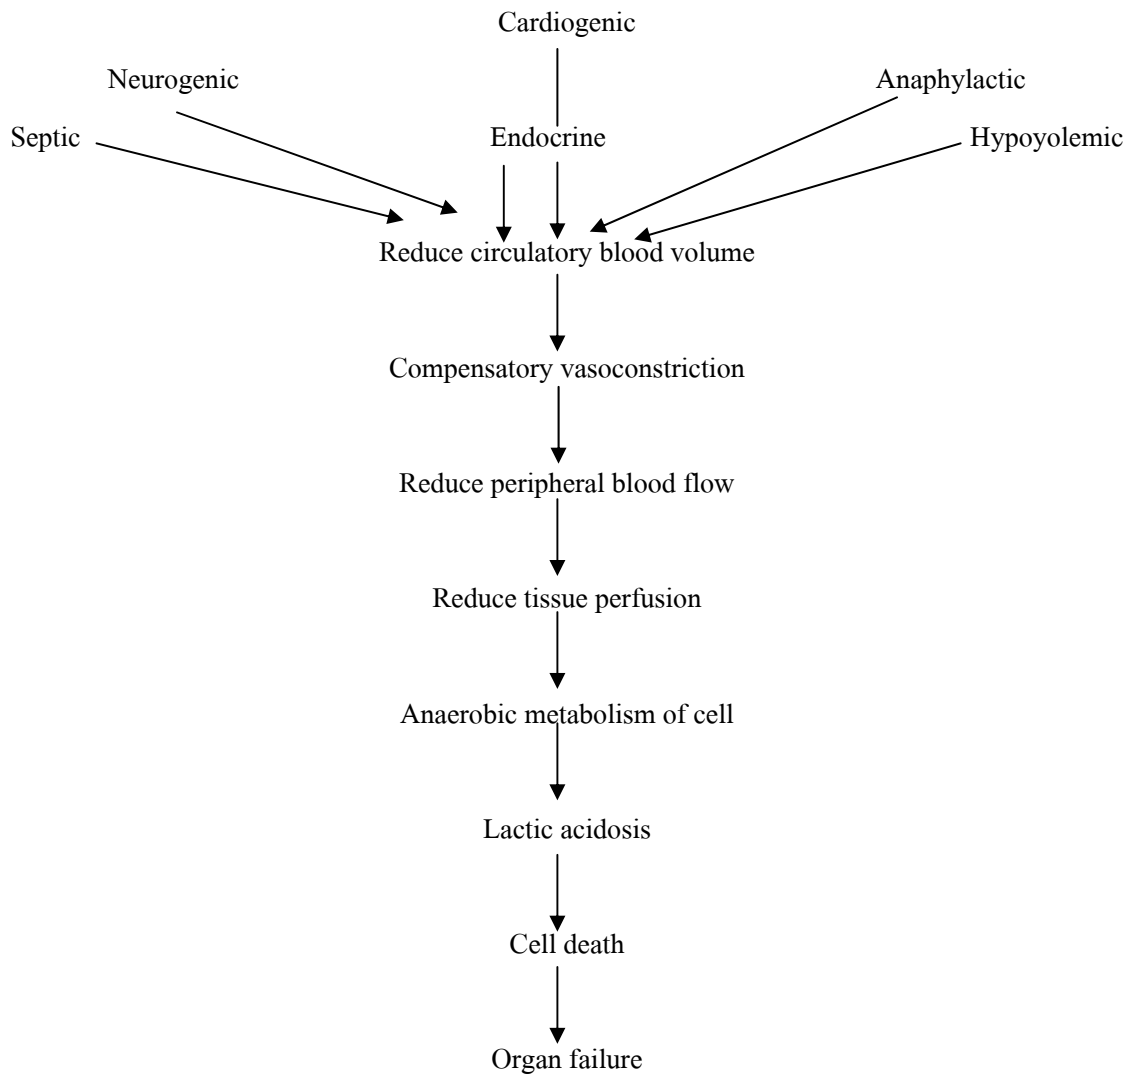 Cardiogenic
Neurogenic
Anaphylactic
Septic
Endocrine
Hypoyolemic
Reduce circulatory blood volume
Compensatory vasoconstriction
Reduce peripheral blood flow
Reduce tissue perfusion
Anaerobic metabolism of cell
Lactic acidosis
Cell death
Organ failure